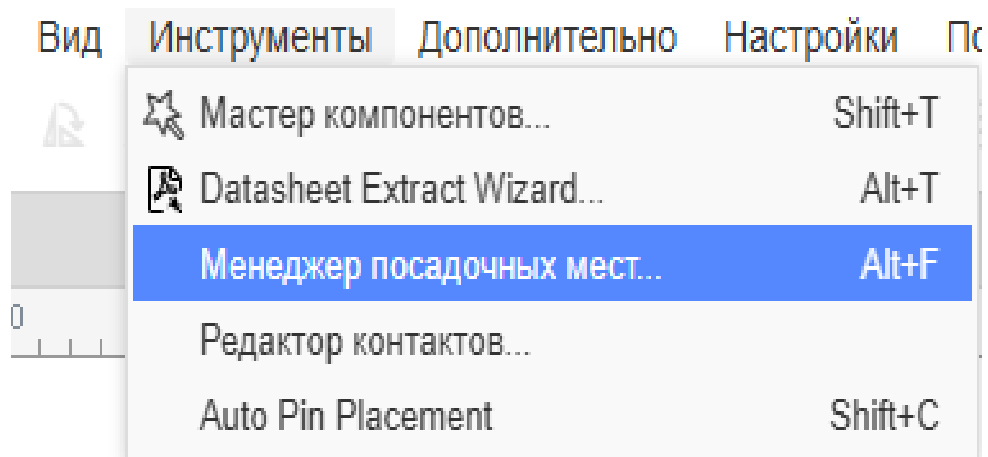 Вид Инструменты Дополнительно Настройки
Мастер компонентов... Shift+T
Datasheet Extract Wizard... Alt+T
Менеджер посадочных мест... Alt+F
0
Редактор контактов...
Auto Pin Placement Shift+C